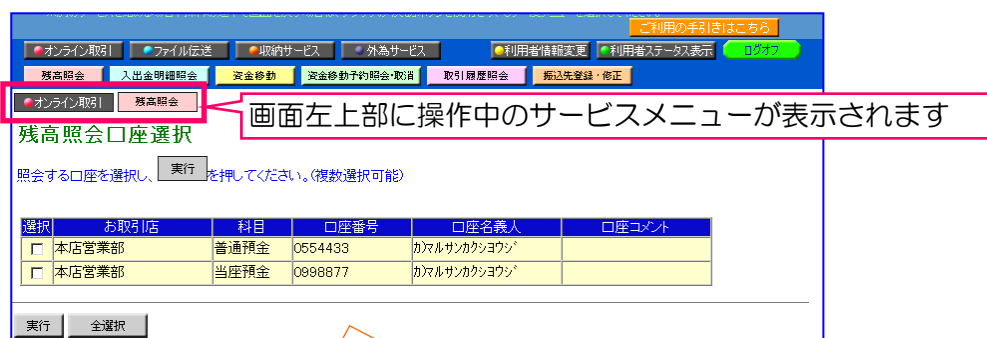 ご利用の手引きはこちら
オンライン取引 ファイル伝送 収納サービス 外為サービス 利用者情報変更 利用者ステータス表示 ログオフ
残高照会 入出金明細照会 資金移動 資金移動予約照会・取消 取引履歴照会 振込先登録・修正
オンライン取引 残高照会
画面左上部に操作中のサービスメニューが表示されます
残高照会口座選択
照会する口座を選択し、 実行 を押してください。(複数選択可能)
選択 お取引店 科目 口座番号 口座名義人 口座コメント
本店営業部 普通預金 0554433 カ)マルサンカクシヨウジ
本店営業部 当座預金 0998877 カ)マルサンカクシヨウジ
実行 全選択